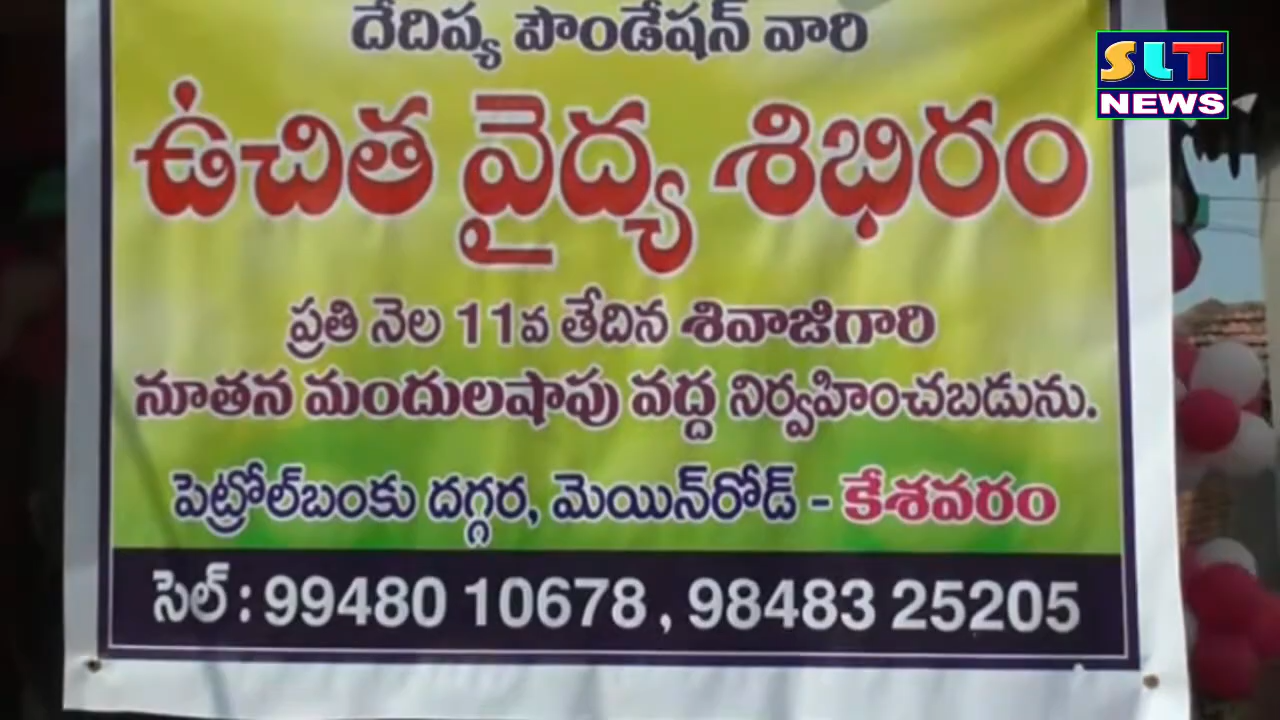 దేదిప్య పౌండేషన్ వారి
SLT
NEWS
ఉచిత వైద్య శిభిరం
ప్రతి నెల 11వ తేదిన శివాజిగారి
నూతన మందులషాపు వద్ద నిర్వహించబడును.
పెట్రోల్‌బంకు దగ్గర, మెయిన్‌రోడ్ - కేశవరం
సెల్ : 99480 10678 , 98483 25205